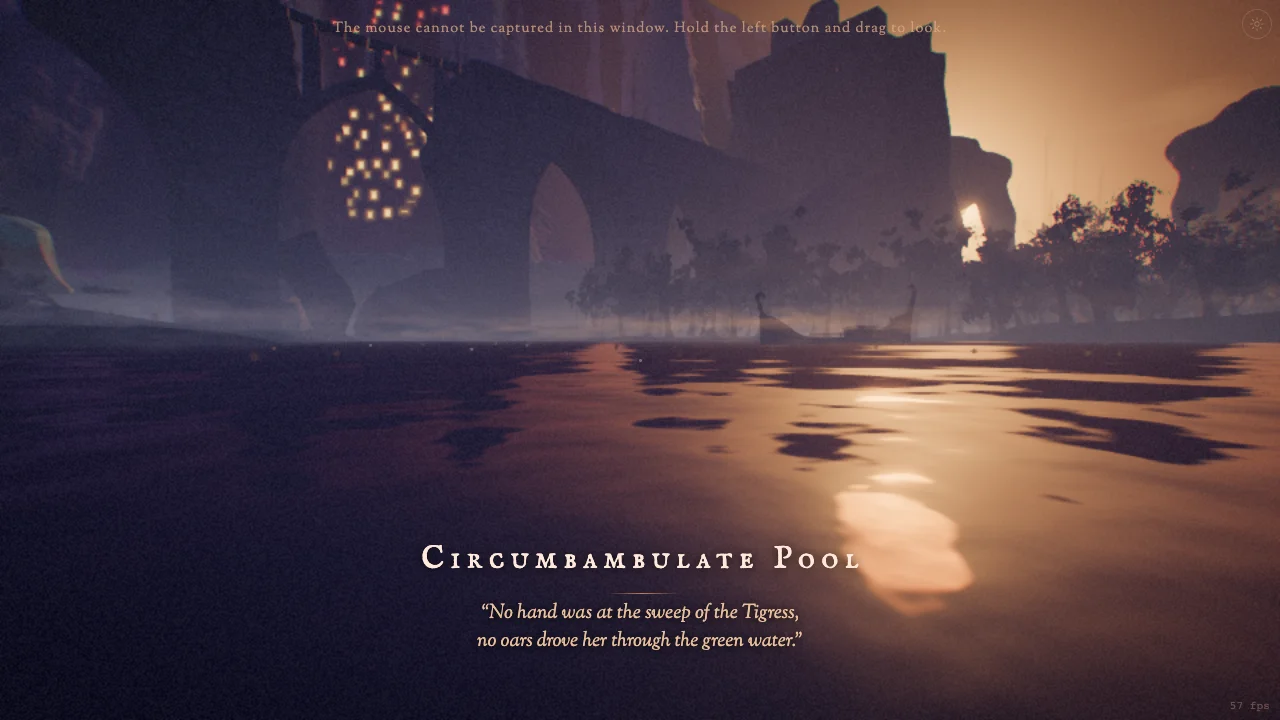 The mouse cannot be captured in this window. Hold the left button and drag to look.
Circumbambulate Pool
“No hand was at the sweep of the Tigress,
no oars drove her through the green water.”
57 fps